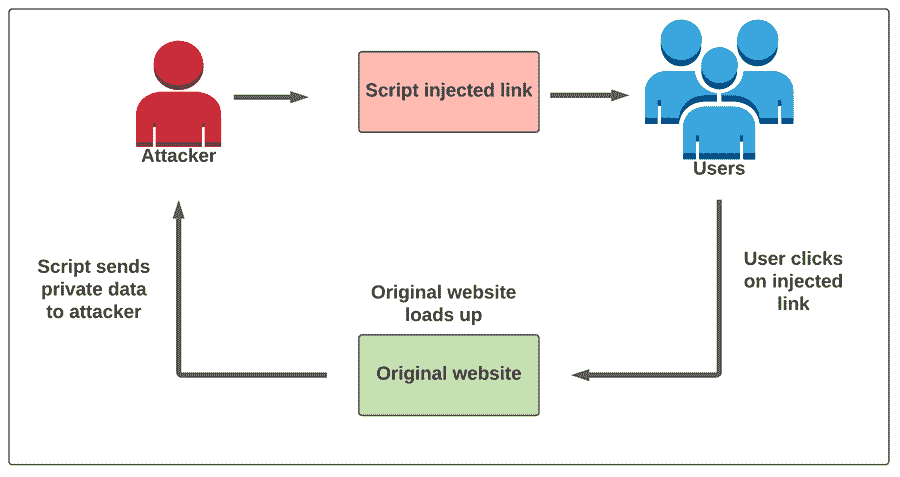 Script injected link
Attacker
Users
User clicks
on injected
link
Original website
loads up
Original website
Script sends
private data
to attacker